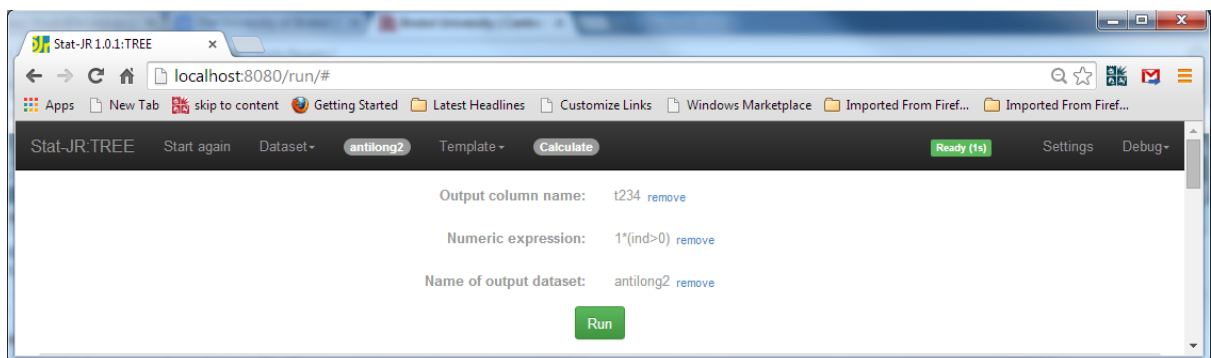 Stat-JR 1.0.1:TREE
localhost:8080/run/#
Apps New Tab skip to content Getting Started Latest Headlines Customize Links Windows Marketplace Imported From Firef... Imported From Firef...
Stat-JR:TREE Start again Dataset antilong2 Template Calculate Ready (1s) Settings Debug
Output column name: t234 remove
Numeric expression: 1*(ind>0) remove
Name of output dataset: antilong2 remove
Run